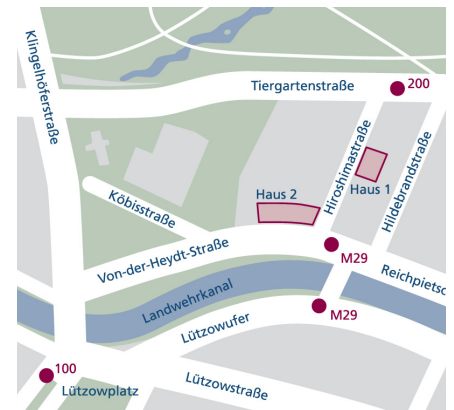 Klingelhöferstraße
Tiergartenstraße
200
Hiroshimastraße
Hildebrandstraße
Haus 1
Haus 2
Köbisstraße
Von-der-Heydt-Straße
M29
Reichpietsc
Landwehrkanal
M29
Lützowufer
100
Lützowplatz
Lützowstraße